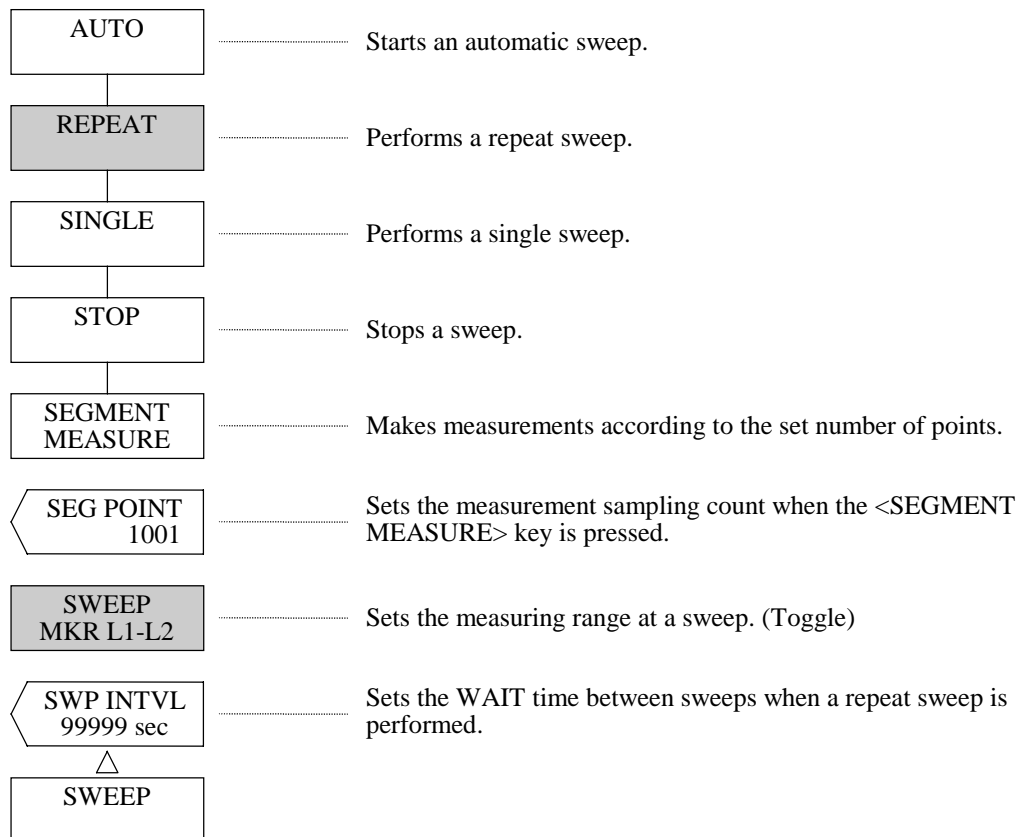 AUTO
Starts an automatic sweep.
REPEAT
Performs a repeat sweep.
SINGLE
Performs a single sweep.
STOP
Stops a sweep.
SEGMENT
MEASURE
Makes measurements according to the set number of points.
SEG POINT
1001
Sets the measurement sampling count when the <SEGMENT
MEASURE> key is pressed.
SWEEP
MKR L1-L2
Sets the measuring range at a sweep. (Toggle)
SWP INTVL
99999 sec
Sets the WAIT time between sweeps when a repeat sweep is
performed.
SWEEP